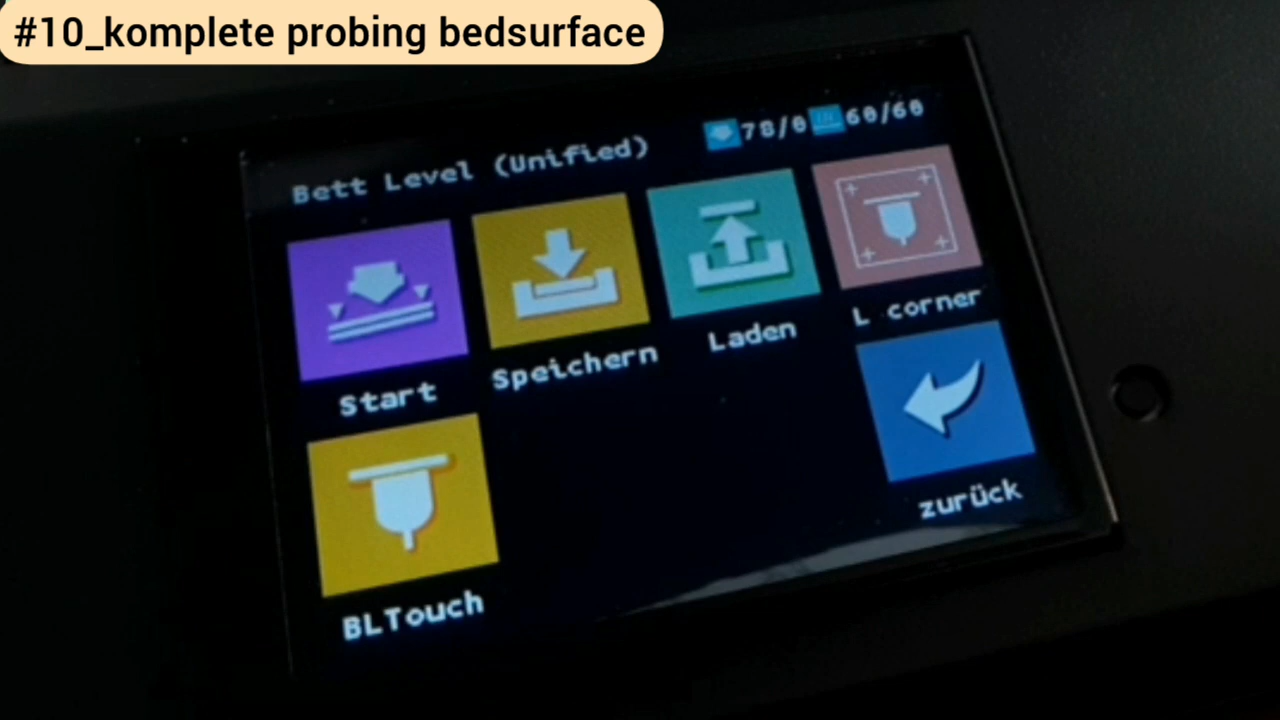 #10_komplete probing bedsurface
Bett Level (Unified)
78/0 60/60
Start
Speichern
Laden
L corner
BLTouch
zurück